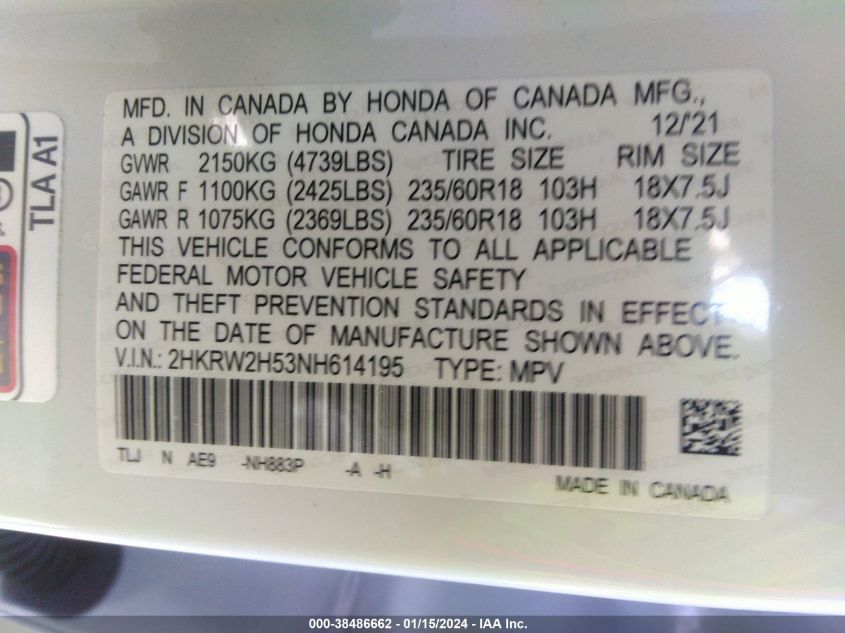 MFD. IN CANADA BY HONDA OF CANADA MFG.,
A DIVISION OF HONDA CANADA INC. 12/'21
GVWR 2150KG (4739LBS) TIRE SIZE RIM SIZE
GAWR F 1100KG (2425LBS) 235/60R18 103H 18X7.5J
GAWR R 1075KG (2369LBS) 235/60R18 103H 18X7.5J
THIS VEHICLE CONFORMS TO ALL APPLICABLE
FEDERAL MOTOR VEHICLE SAFETY
AND THEFT PREVENTION STANDARDS IN EFFECT
ON THE DATE OF MANUFACTURE SHOWN ABOVE.
V.I.N.: 2HKRW2H53NH614195 TYPE: MPV
TLJ N AE9 -NH883P -A -H
MADE IN CANADA
TLA A1
000-38486662 - 01/15/2024 - IAA Inc.